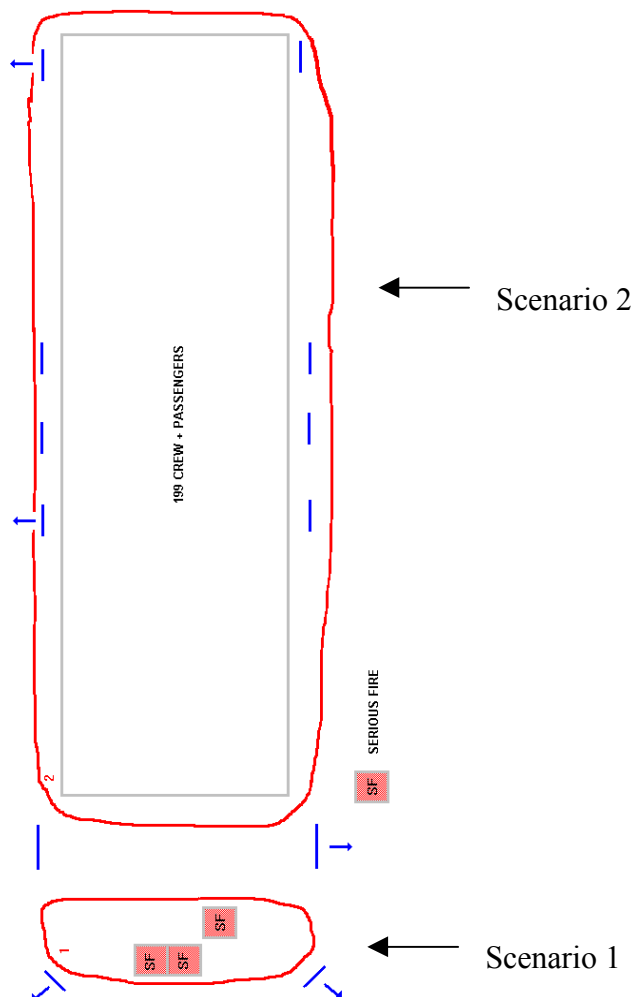 Scenario 2
199 CREW + PASSENGERS
2
SF SERIOUS FIRE
1
SF
SF
SF
Scenario 1